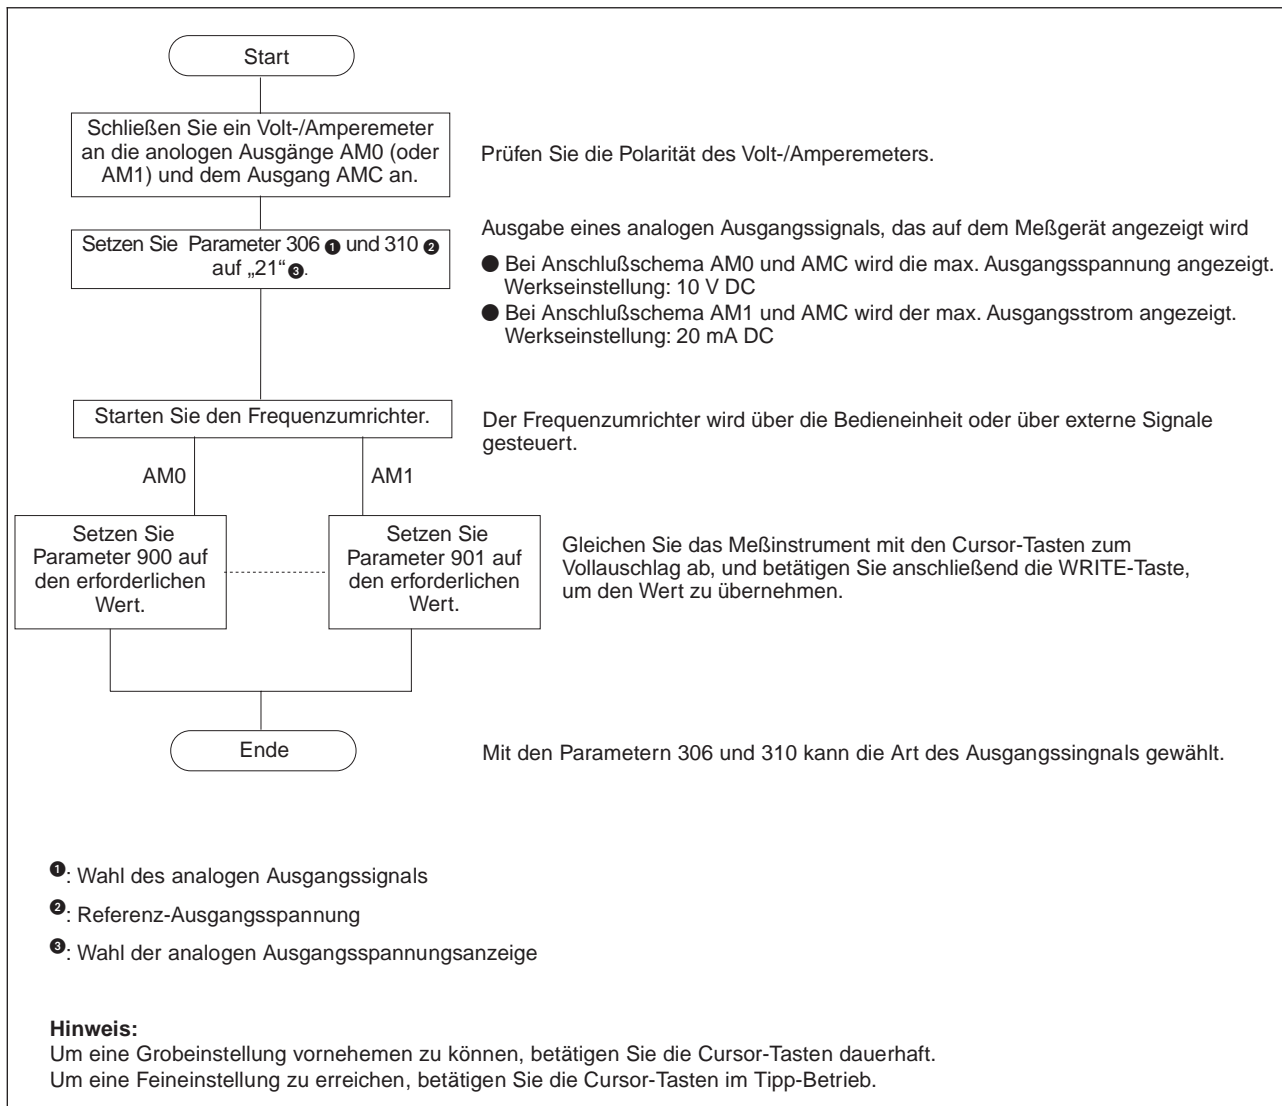 Start
Schließen Sie ein Volt-/Amperemeter
an die anologen Ausgänge AM0 (oder
AM1) und dem Ausgang AMC an.
Prüfen Sie die Polarität des Volt-/Amperemeters.
Setzen Sie Parameter 306 ❶ und 310 ❷
auf „21“ ❸.
Ausgabe eines analogen Ausgangssignals, das auf dem Meßgerät angezeigt wird
● Bei Anschlußschema AM0 und AMC wird die max. Ausgangsspannung angezeigt.
Werkseinstellung: 10 V DC
● Bei Anschlußschema AM1 und AMC wird der max. Ausgangsstrom angezeigt.
Werkseinstellung: 20 mA DC
Starten Sie den Frequenzumrichter.
Der Frequenzumrichter wird über die Bedieneinheit oder über externe Signale
gesteuert.
AM0
AM1
Setzen Sie
Parameter 900 auf
den erforderlichen
Wert.
Setzen Sie
Parameter 901 auf
den erforderlichen
Wert.
Gleichen Sie das Meßinstrument mit den Cursor-Tasten zum
Vollauschlag ab, und betätigen Sie anschließend die WRITE-Taste,
um den Wert zu übernehmen.
Ende
Mit den Parametern 306 und 310 kann die Art des Ausgangssingnals gewählt.
❶: Wahl des analogen Ausgangssignals
❷: Referenz-Ausgangsspannung
❸: Wahl der analogen Ausgangsspannungsanzeige
Hinweis:
Um eine Grobeinstellung vornehemen zu können, betätigen Sie die Cursor-Tasten dauerhaft.
Um eine Feineinstellung zu erreichen, betätigen Sie die Cursor-Tasten im Tipp-Betrieb.